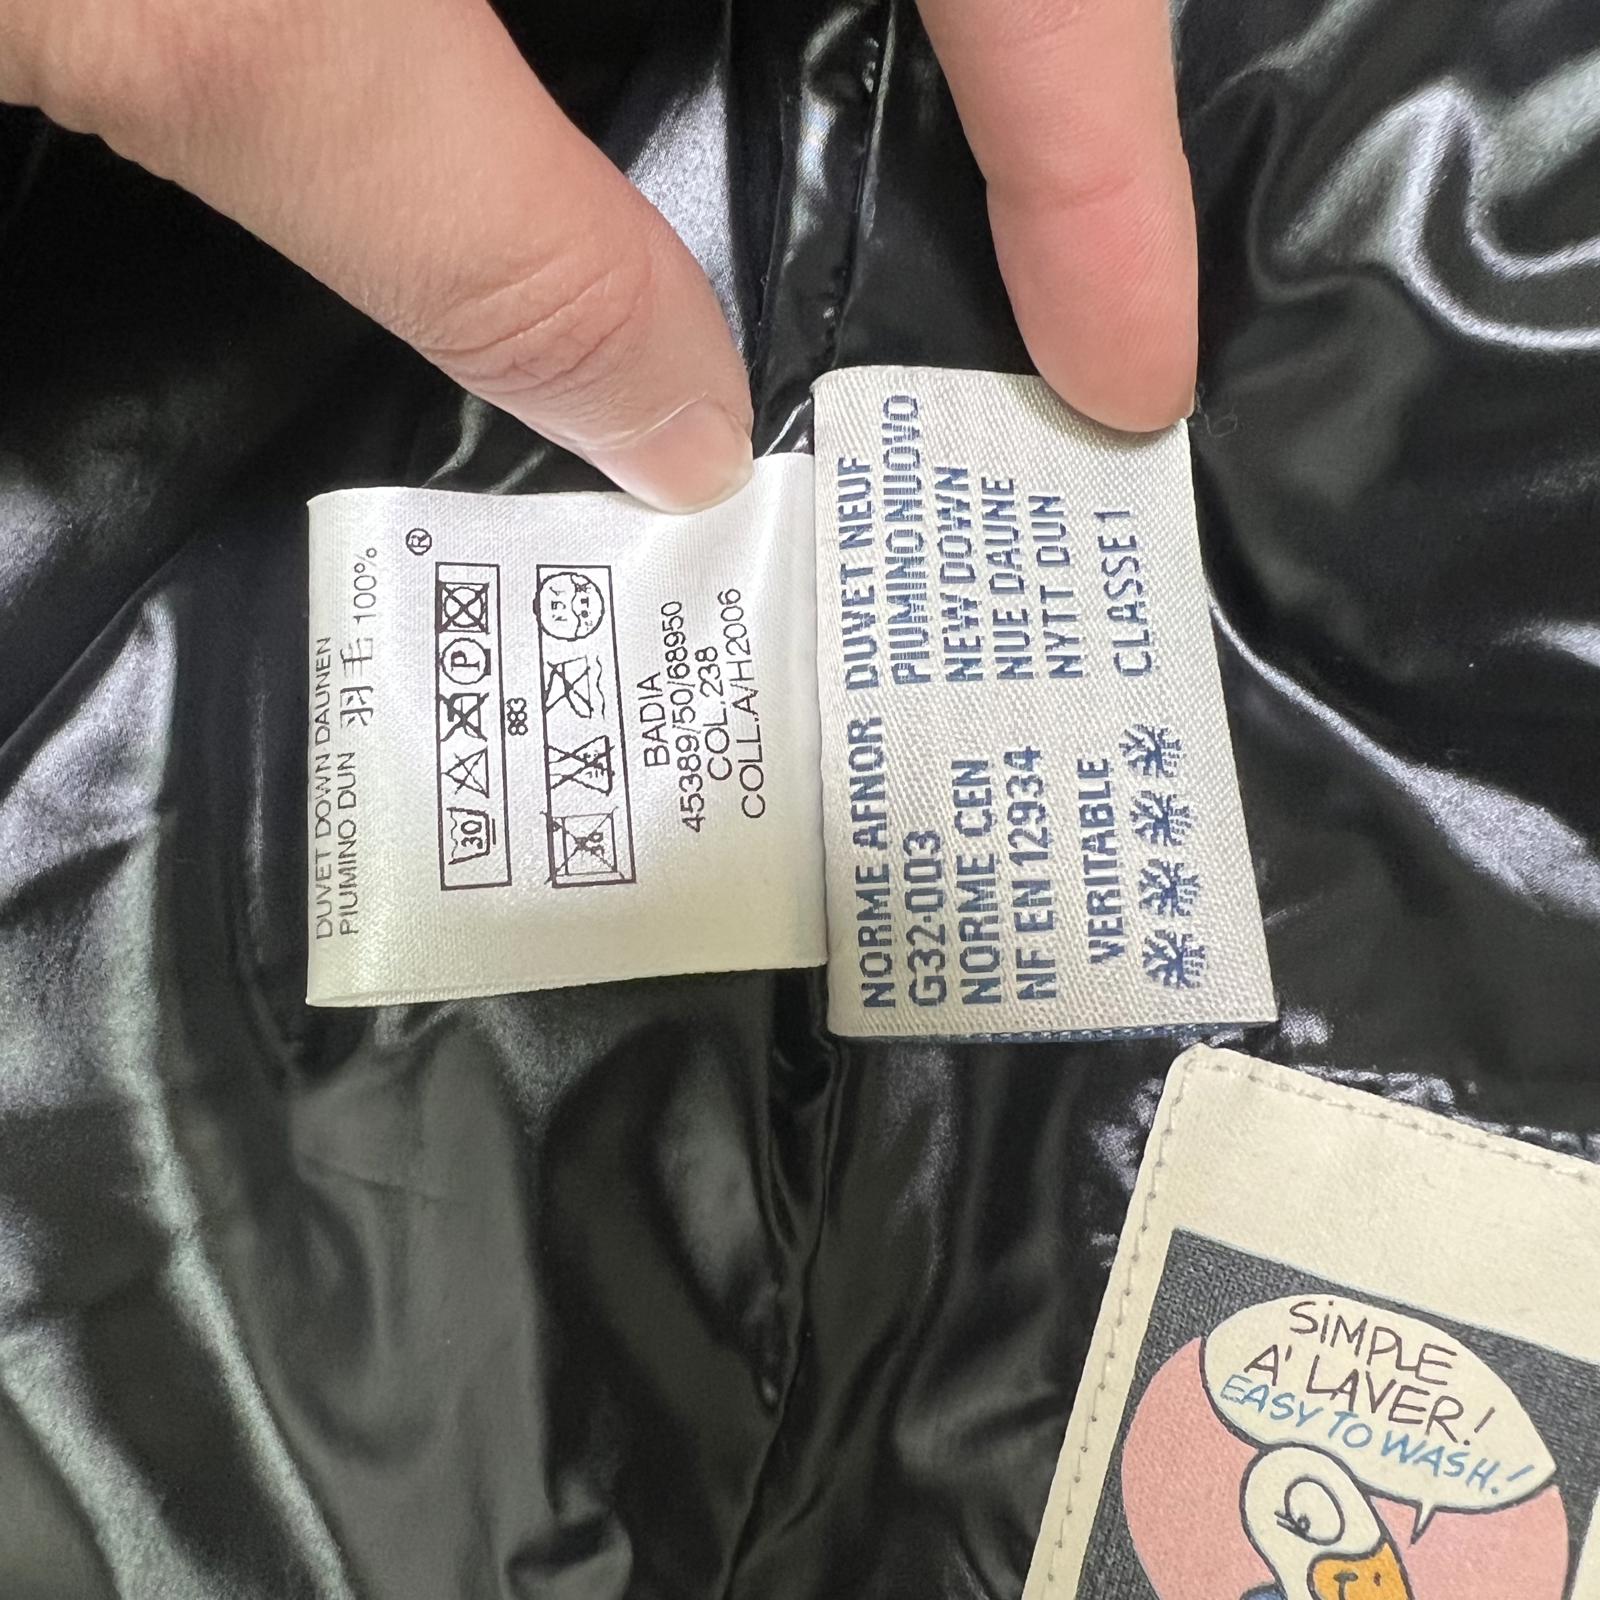 DUVET DOWN DAUNEN
PIUMINO DUN 羽毛 100%
®
30 P
883
BADIA
45389/50/68950
COL.238
COLL.A/H2006
NORME AFNOR DUVET NEUF
G32·003 PIUMINO NUOVO
NORME CEN NEW DOWN
NF EN 12934 NUE DAUNE
NYTT DUN
VERITABLE CLASSE 1
SiMPLE
A' LAVER!
EASY TO WASH!